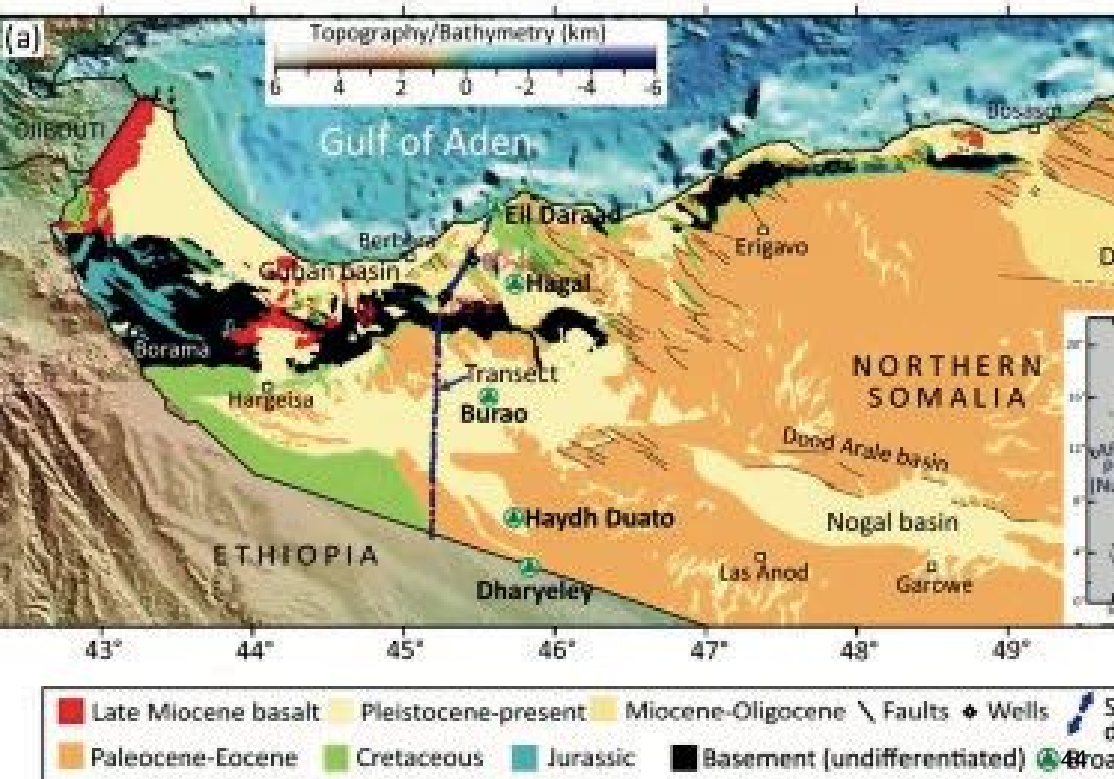 (a)
Topography/Bathymetry (km)
6 4 2 0 -2 -4 -6
DJIBOUTI
Gulf of Aden
Bosaso
Eil Daraad
Berbera
Erigavo
Guban basin
Hagal
D
Borama
NORTHERN
SOMALIA
Transect
Hargeisa
Burao
Dood Arale basin
Haydh Duato
Nogal basin
ETHIOPIA
Las Anod
Garowe
Dharyeley
43° 44° 45° 46° 47° 48° 49°
Late Miocene basalt Pleistocene-present Miocene-Oligocene Faults Wells
Paleocene-Eocene Cretaceous Jurassic Basement (undifferentiated)